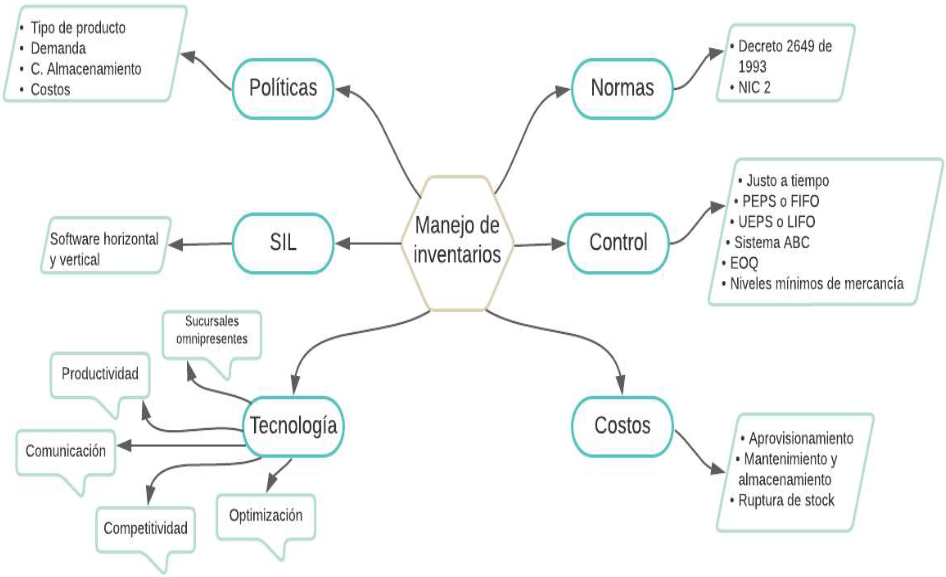 • Tipo de producto
• Demanda
• C. Almacenamiento
• Costos
Políticas
Normas
• Decreto 2649 de
1993
• NIC 2
Manejo de
inventarios
SIL
Software horizontal
y vertical
Control
• Justo a tiempo
• PEPS o FIFO
• UEPS o LIFO
• Sistema ABC
• EOQ
• Niveles mínimos de mercancía
Sucursales
omnipresentes
Productividad
Comunicación
Competitividad
Optimización
Tecnología
Costos
• Aprovisionamiento
• Mantenimiento y
almacenamiento
• Ruptura de stock